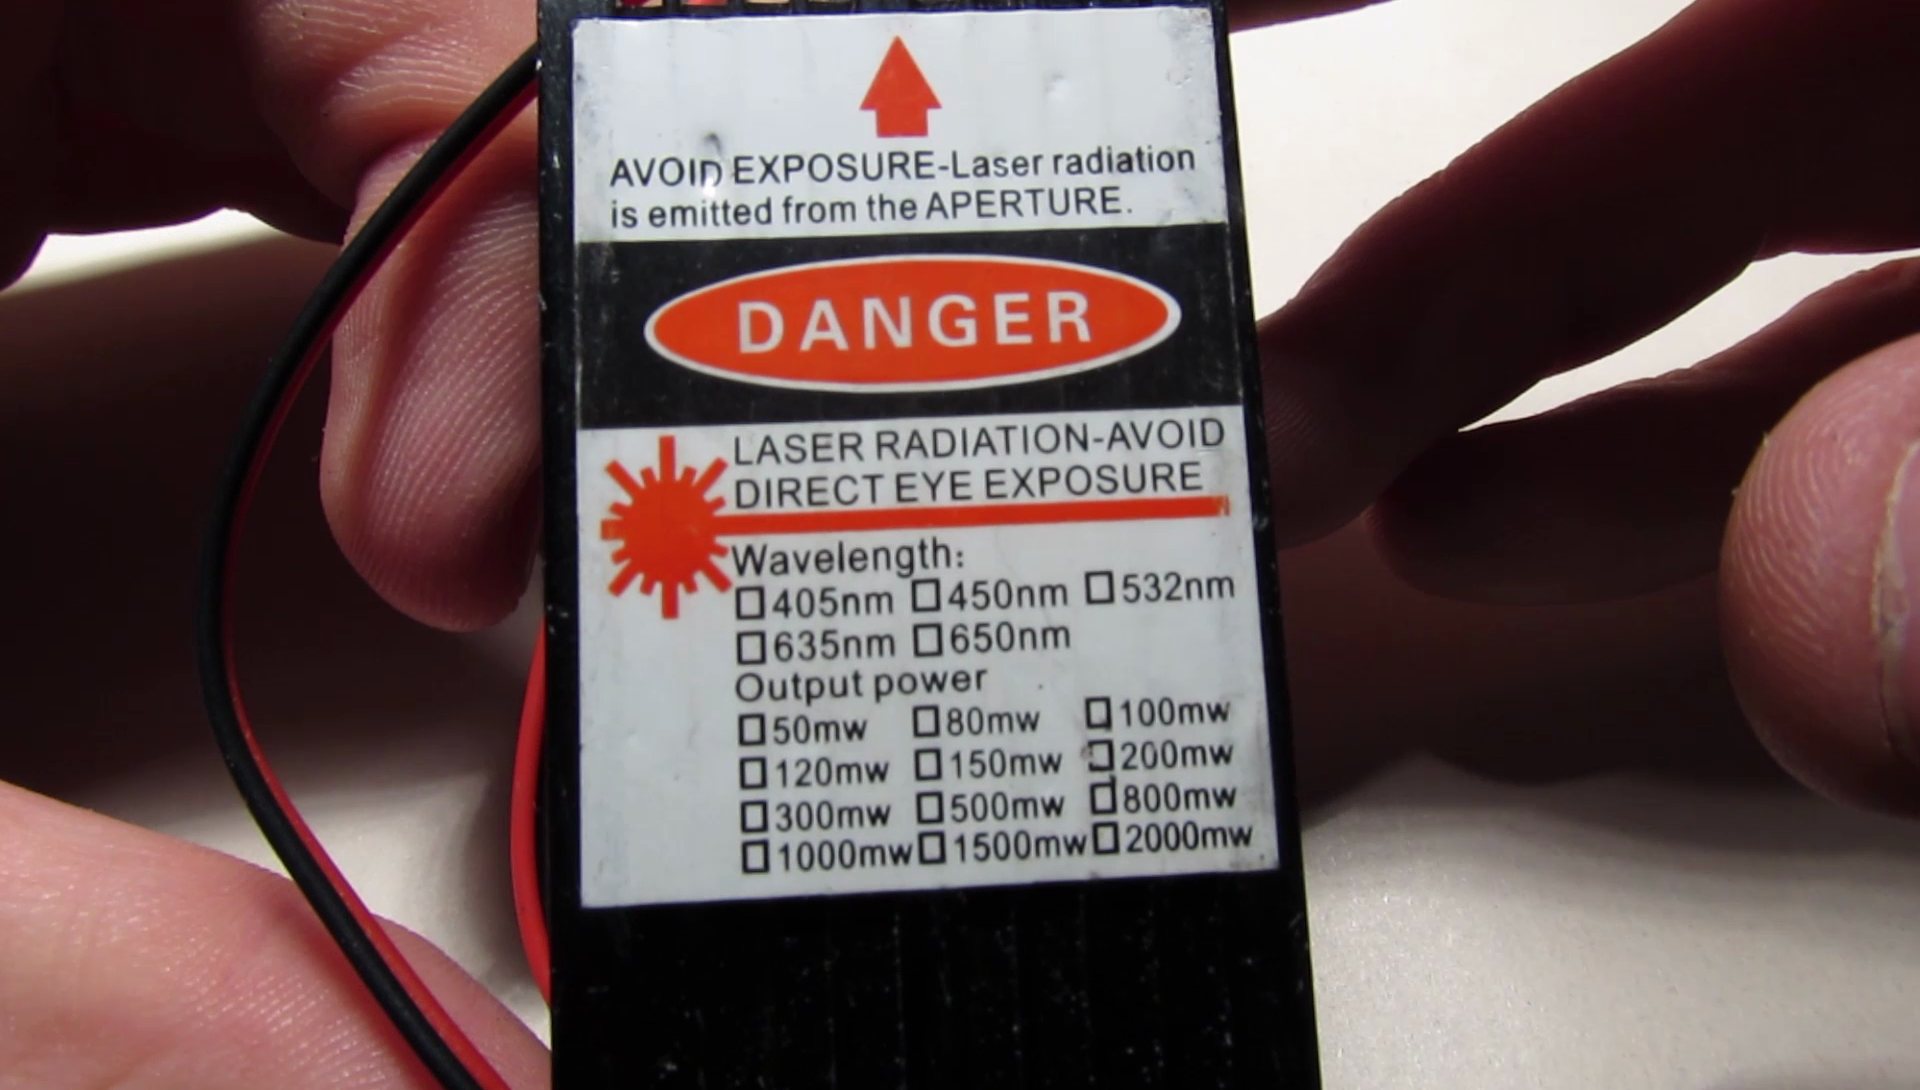 AVOID EXPOSURE-Laser radiation
is emitted from the APERTURE.
DANGER
LASER RADIATION-AVOID
DIRECT EYE EXPOSURE
Wavelength:
☐405nm ☐450nm ☐532nm
☐635nm ☐650nm
Output power
☐50mw ☐80mw ☐100mw
☐120mw ☐150mw ☐200mw
☐300mw ☐500mw ☐800mw
☐1000mw ☐1500mw ☐2000mw